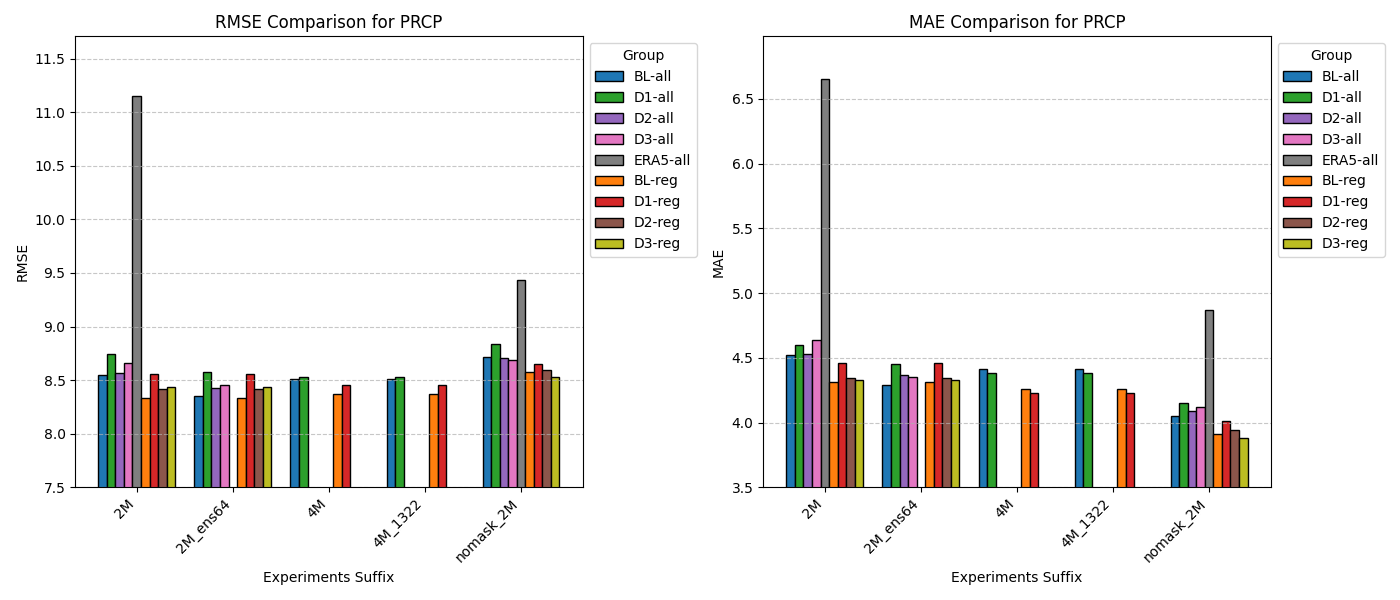 RMSE Comparison for PRCP
RMSE
11.5
11.0
10.5
10.0
9.5
9.0
8.5
8.0
7.5
2M
2M_ens64
4M
4M_1322
nomask_2M
Experiments Suffix
Group
BL-all
D1-all
D2-all
D3-all
ERA5-all
BL-reg
D1-reg
D2-reg
D3-reg
MAE Comparison for PRCP
MAE
6.5
6.0
5.5
5.0
4.5
4.0
3.5
2M
2M_ens64
4M
4M_1322
nomask_2M
Experiments Suffix
Group
BL-all
D1-all
D2-all
D3-all
ERA5-all
BL-reg
D1-reg
D2-reg
D3-reg